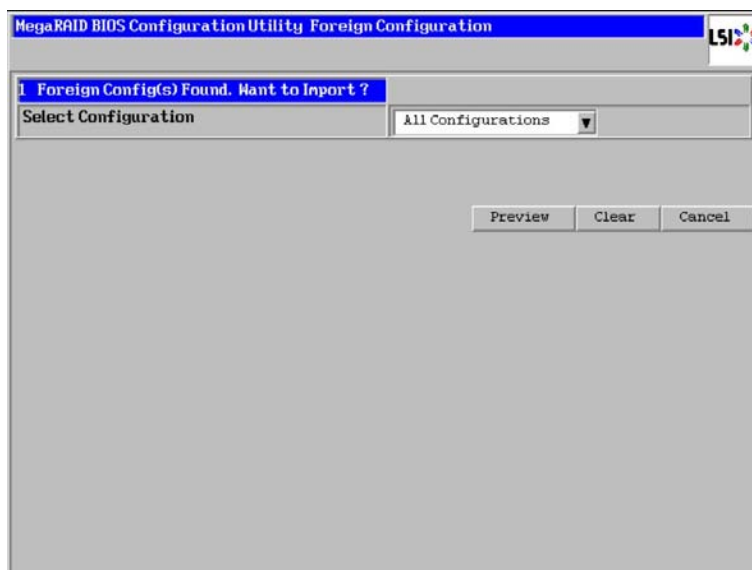 MegaRAID BIOS Configuration Utility Foreign Configuration
LSI
1 Foreign Config(s) Found. Want to Import ?
Select Configuration
All Configurations
Preview
Clear
Cancel